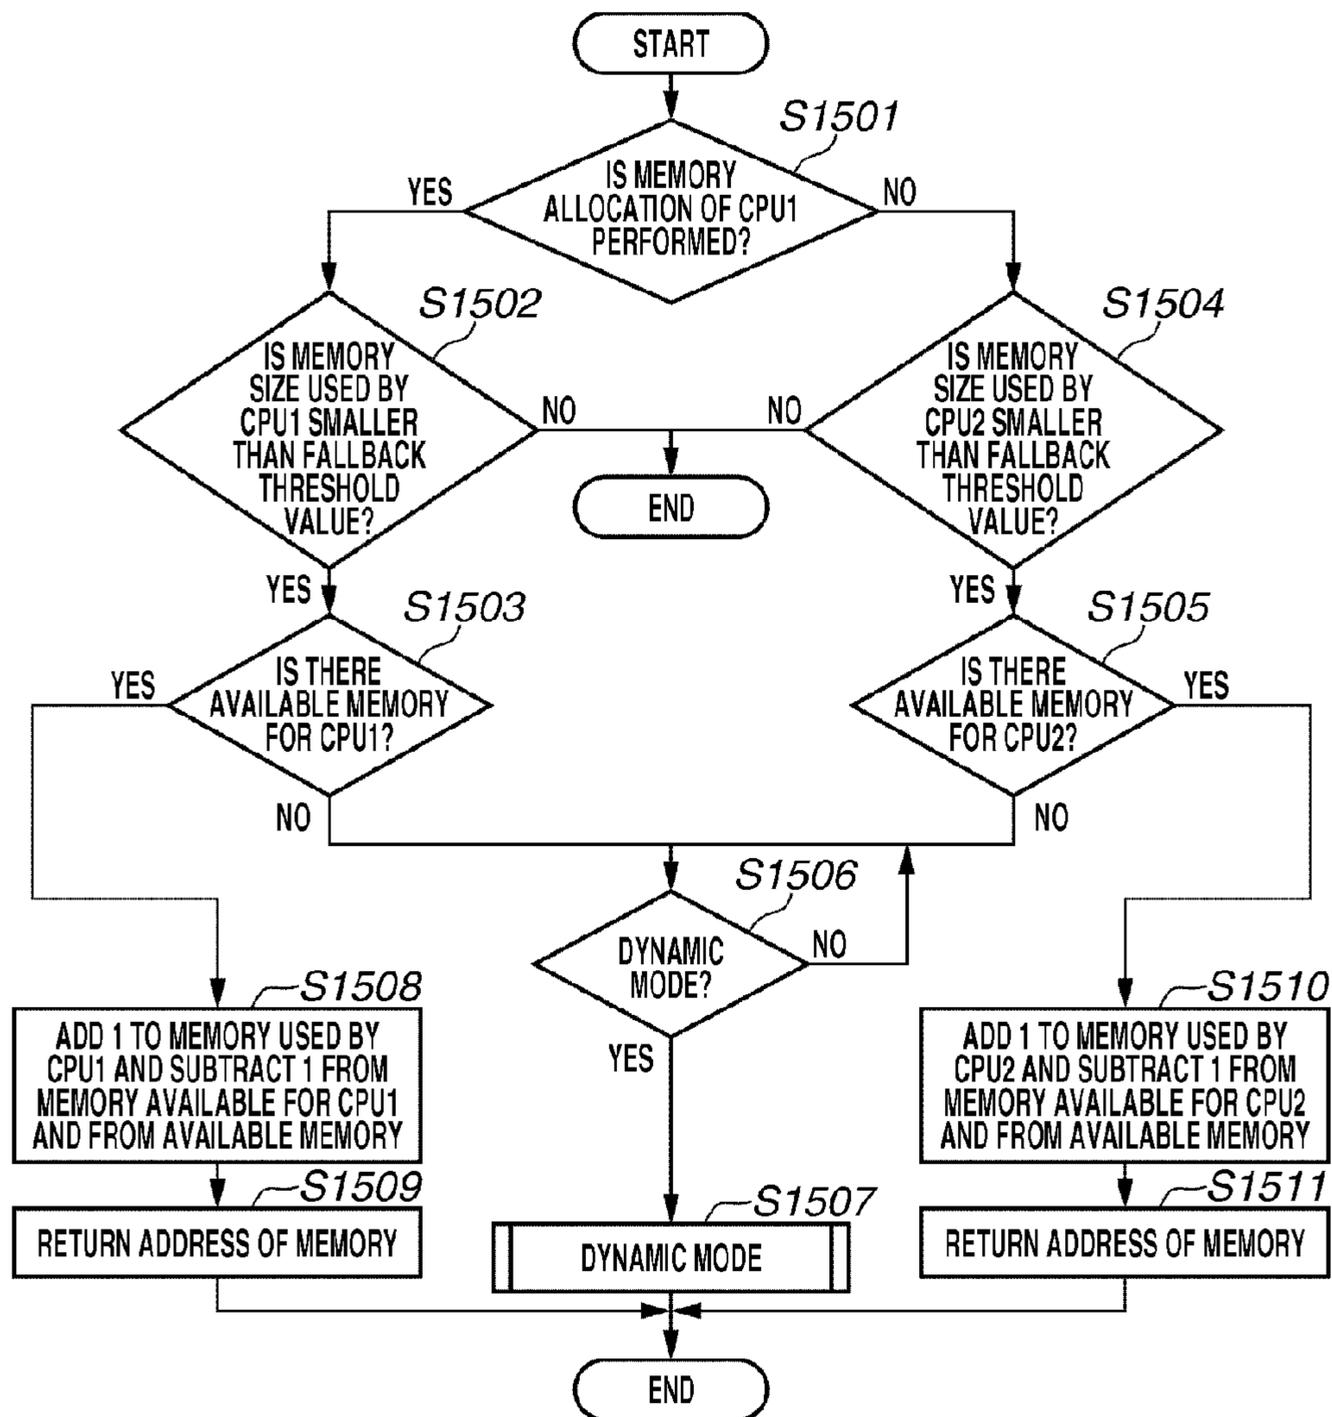 START
S1501
IS MEMORY
ALLOCATION OF CPU1
PERFORMED?
YES
NO
S1502
IS MEMORY
SIZE USED BY
CPU1 SMALLER
THAN FALLBACK
THRESHOLD
VALUE?
NO
YES
S1504
IS MEMORY
SIZE USED BY
CPU2 SMALLER
THAN FALLBACK
THRESHOLD
VALUE?
NO
YES
END
S1503
IS THERE
AVAILABLE MEMORY
FOR CPU1?
YES
NO
S1505
IS THERE
AVAILABLE MEMORY
FOR CPU2?
YES
NO
S1506
DYNAMIC
MODE?
NO
YES
S1508
ADD 1 TO MEMORY USED BY
CPU1 AND SUBTRACT 1 FROM
MEMORY AVAILABLE FOR CPU1
AND FROM AVAILABLE MEMORY
S1510
ADD 1 TO MEMORY USED BY
CPU2 AND SUBTRACT 1 FROM
MEMORY AVAILABLE FOR CPU2
AND FROM AVAILABLE MEMORY
S1509
RETURN ADDRESS OF MEMORY
S1507
DYNAMIC MODE
S1511
RETURN ADDRESS OF MEMORY
END